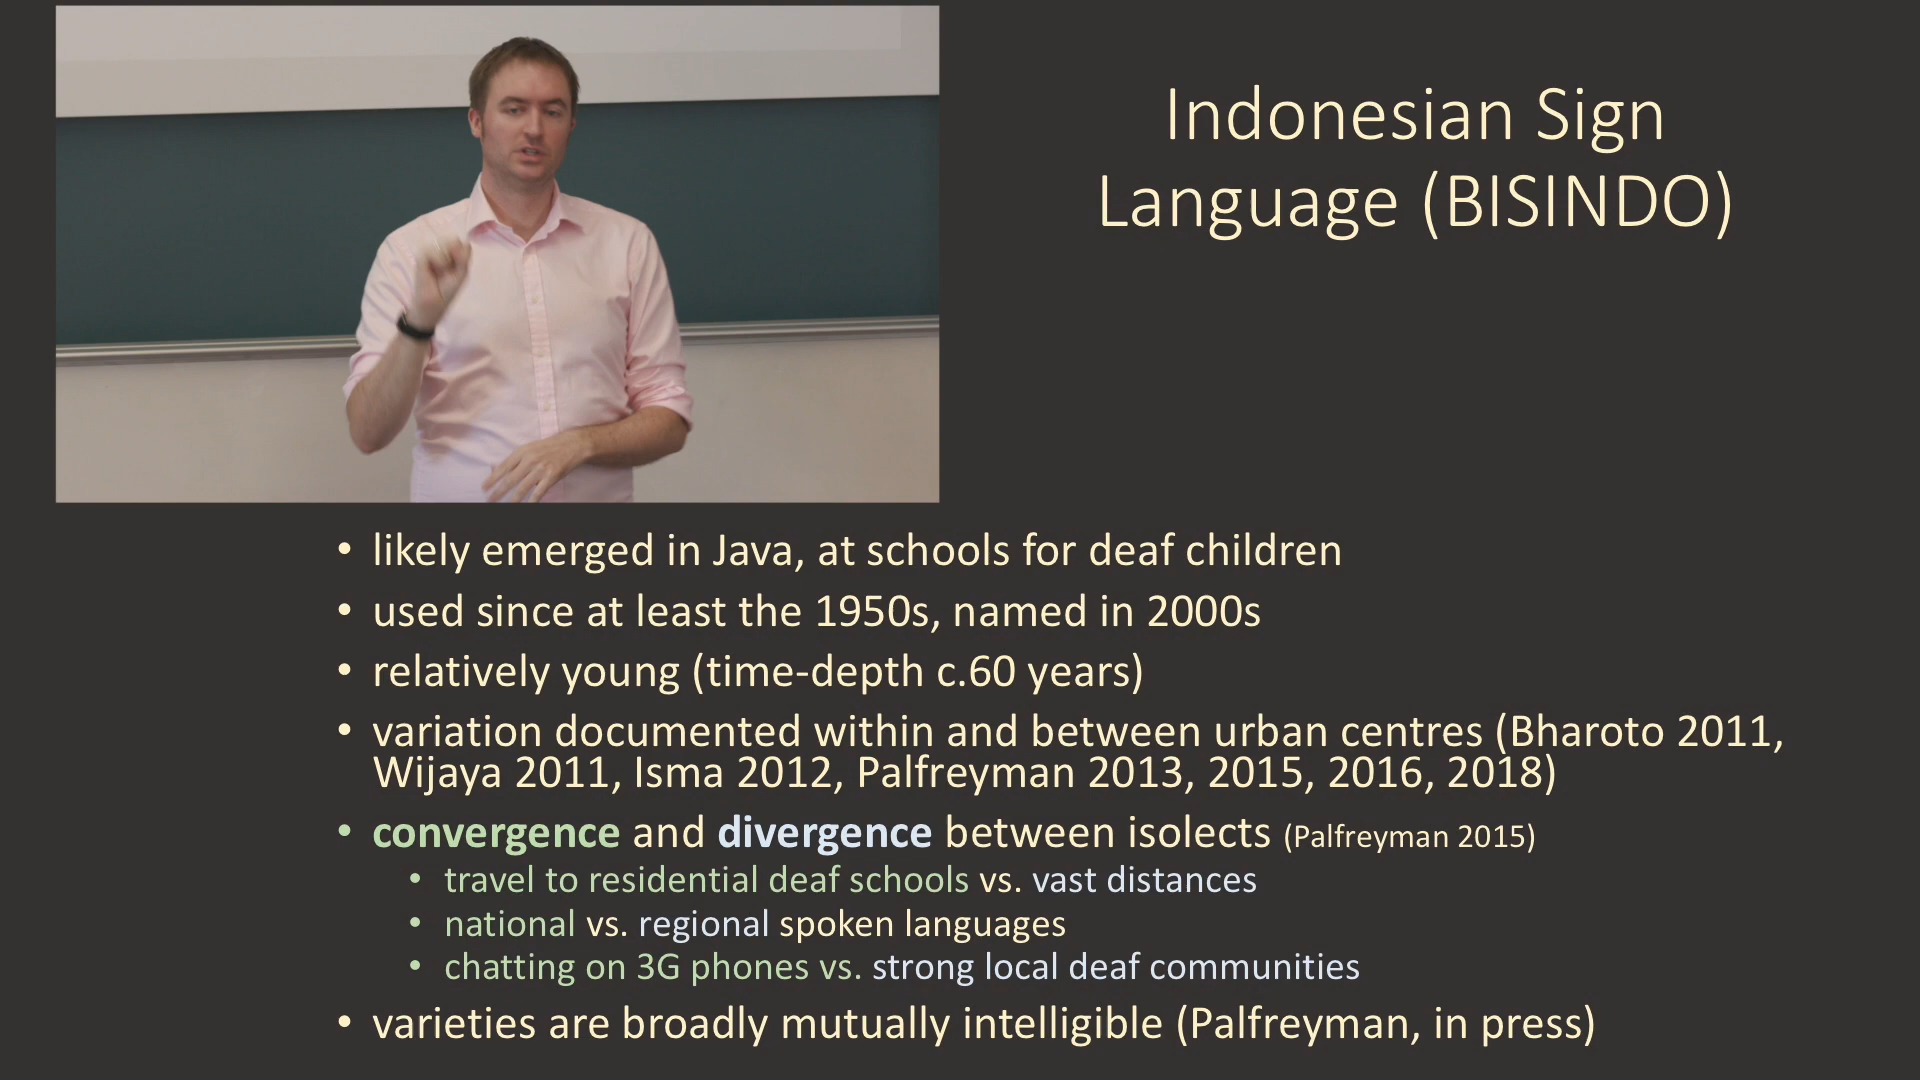 Indonesian Sign
Language (BISINDO)
• likely emerged in Java, at schools for deaf children
• used since at least the 1950s, named in 2000s
• relatively young (time-depth c.60 years)
• variation documented within and between urban centres (Bharoto 2011,
Wijaya 2011, Isma 2012, Palfreyman 2013, 2015, 2016, 2018)
• convergence and divergence between isolects (Palfreyman 2015)
• travel to residential deaf schools vs. vast distances
• national vs. regional spoken languages
• chatting on 3G phones vs. strong local deaf communities
• varieties are broadly mutually intelligible (Palfreyman, in press)